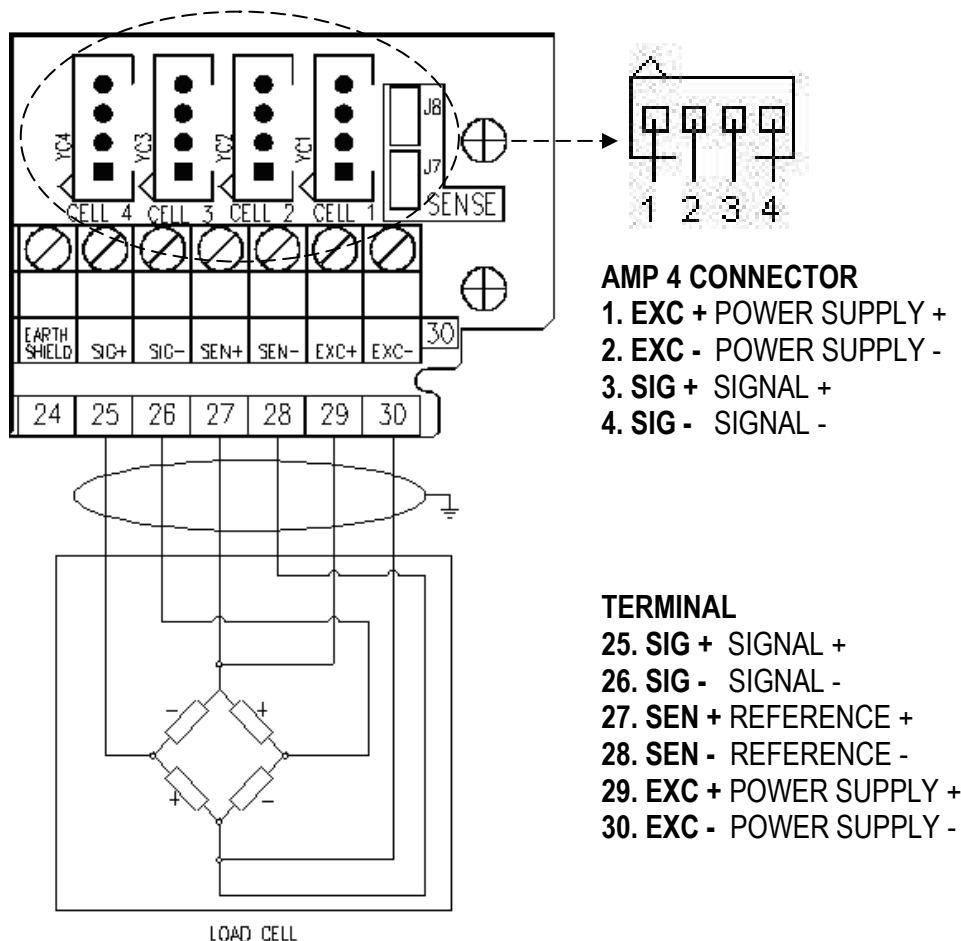 YC4 YC3 YC2 YC1 J8
J7
CELL 4 CELL 3 CELL 2 CELL 1 SENSE
EARTH SHIELD SIG+ SIG- SEN+ SEN- EXC+ EXC- 30
24 25 26 27 28 29 30
- +
+ -
LOAD CELL
1 2 3 4
AMP 4 CONNECTOR
1. EXC + POWER SUPPLY +
2. EXC - POWER SUPPLY -
3. SIG + SIGNAL +
4. SIG - SIGNAL -
TERMINAL
25. SIG + SIGNAL +
26. SIG - SIGNAL -
27. SEN + REFERENCE +
28. SEN - REFERENCE -
29. EXC + POWER SUPPLY +
30. EXC - POWER SUPPLY -